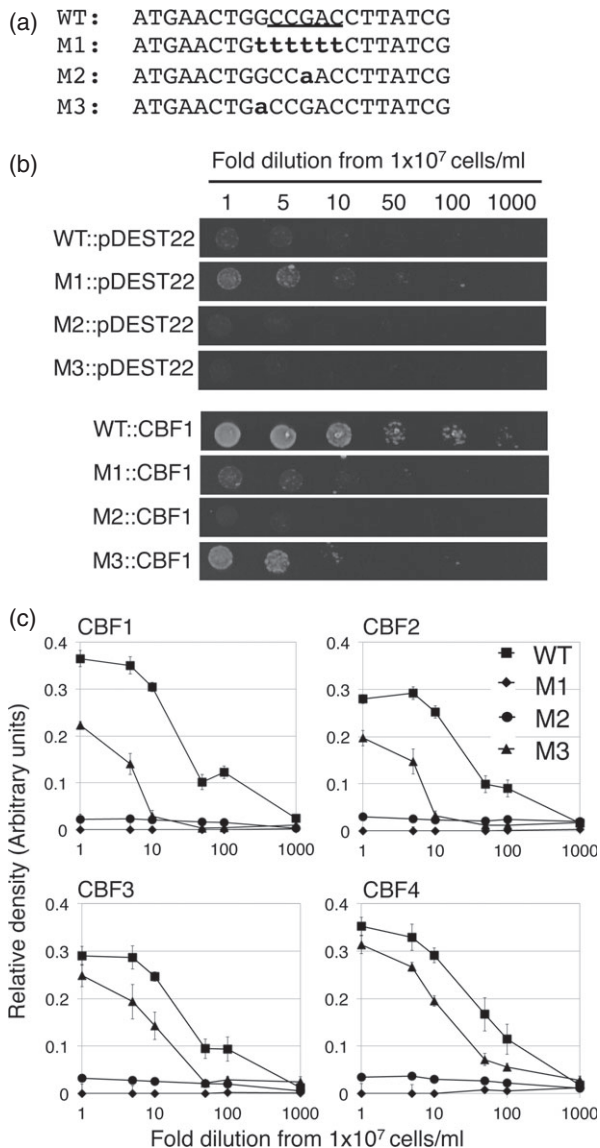 (a)
WT: ATGAACTGGCCGACCTTATCG
M1: ATGAACTGttttttCTTATCG
M2: ATGAACTGGCCaACCTTATCG
M3: ATGAACTGaCCGACCTTATCG
(b)
Fold dilution from 1x10⁷ cells/ml
1 5 10 50 100 1000
WT::pDEST22
M1::pDEST22
M2::pDEST22
M3::pDEST22
WT::CBF1
M1::CBF1
M2::CBF1
M3::CBF1
(c)
Relative density (Arbitrary units)
CBF1
0.4
0.3
0.2
0.1
0
1 10 100 1000
CBF2
0.4
0.3
0.2
0.1
0
1 10 100 1000
WT
M1
M2
M3
CBF3
0.4
0.3
0.2
0.1
0.0
1 10 100 1000
CBF4
0.4
0.3
0.2
0.1
0.0
1 10 100 1000
Fold dilution from 1x10⁷ cells/ml